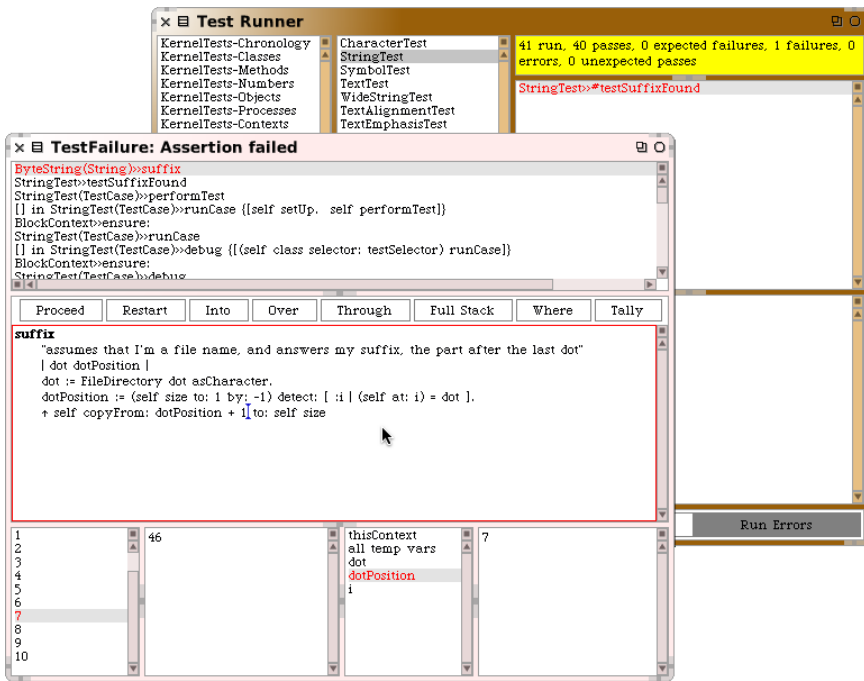 Test Runner
KernelTests-Chronology
KernelTests-Classes
KernelTests-Methods
KernelTests-Numbers
KernelTests-Objects
KernelTests-Processes
KernelTests-Contexts
CharacterTest
StringTest
SymbolTest
TextTest
WideStringTest
TextAlignmentTest
TextEmphasisTest
41 run, 40 passes, 0 expected failures, 1 failures, 0
errors, 0 unexpected passes
StringTest»#testSuffixFound
TestFailure: Assertion failed
ByteString(String)»suffix
StringTest»testSuffixFound
StringTest(TestCase)»performTest
[] in StringTest(TestCase)»runCase {[self setUp.  self performTest]}
BlockContext»ensure:
StringTest(TestCase)»runCase
[] in StringTest(TestCase)»debug {[(self class selector: testSelector) runCase]}
BlockContext»ensure:
StringTest(TestCase)»debug
Proceed
Restart
Into
Over
Through
Full Stack
Where
Tally
suffix
"assumes that I'm a file name, and answers my suffix, the part after the last dot"
| dot dotPosition |
dot := FileDirectory dot asCharacter.
dotPosition := (self size to: 1 by: -1) detect: [ :i | (self at: i) = dot ].
↑ self copyFrom: dotPosition + 1 to: self size
1
2
3
4
5
6
7
8
9
10
46
thisContext
all temp vars
dot
dotPosition
i
7
Run Errors